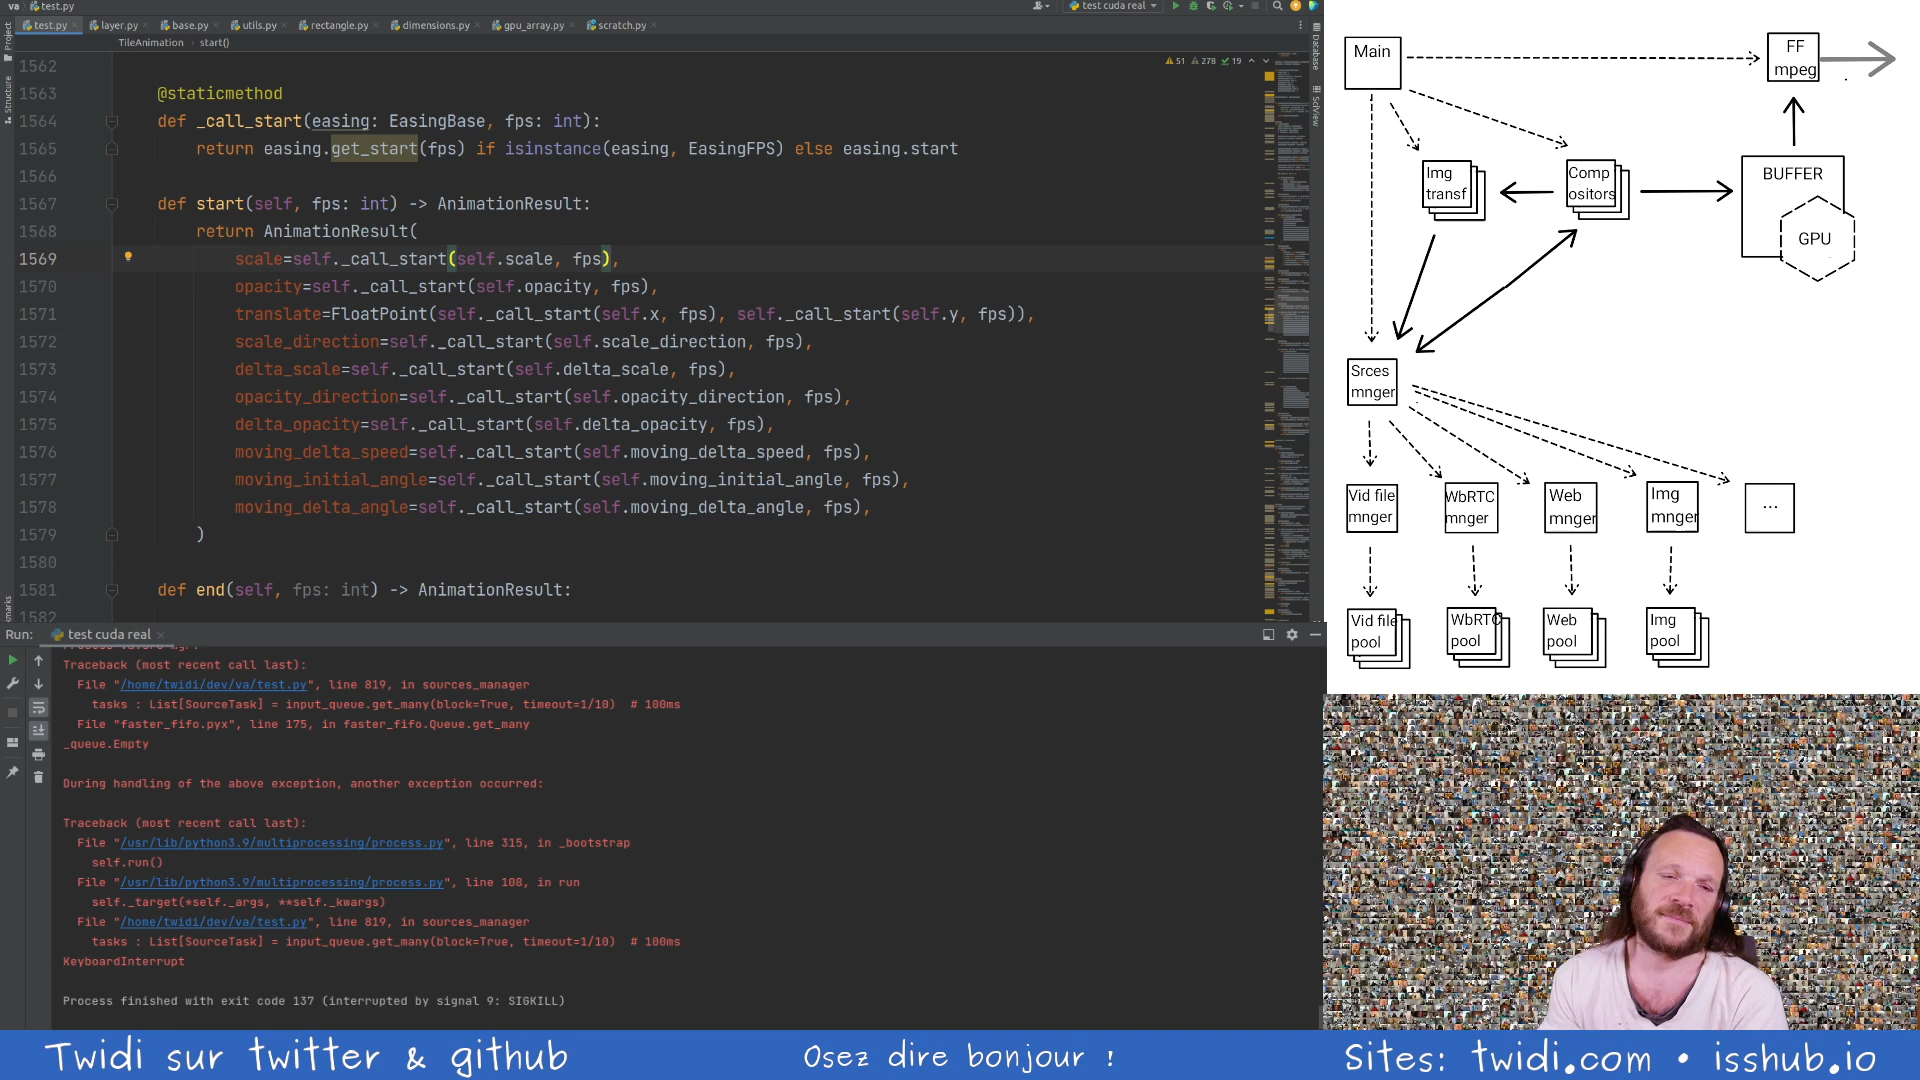 va
test.py
test cuda real
test.py
layer.py
base.py
utils.py
rectangle.py
dimensions.py
gpu_array.py
scratch.py
TileAnimation
start()
51 278 19
Project
Structure
Database
SciView
1562
1563 @staticmethod
1564 def _call_start(easing: EasingBase, fps: int):
1565 return easing.get_start(fps) if isinstance(easing, EasingFPS) else easing.start
1566
1567 def start(self, fps: int) -> AnimationResult:
1568 return AnimationResult(
1569 scale=self._call_start(self.scale, fps),
1570 opacity=self._call_start(self.opacity, fps),
1571 translate=FloatPoint(self._call_start(self.x, fps), self._call_start(self.y, fps)),
1572 scale_direction=self._call_start(self.scale_direction, fps),
1573 delta_scale=self._call_start(self.delta_scale, fps),
1574 opacity_direction=self._call_start(self.opacity_direction, fps),
1575 delta_opacity=self._call_start(self.delta_opacity, fps),
1576 moving_delta_speed=self._call_start(self.moving_delta_speed, fps),
1577 moving_initial_angle=self._call_start(self.moving_initial_angle, fps),
1578 moving_delta_angle=self._call_start(self.moving_delta_angle, fps),
1579 )
1580
1581 def end(self, fps: int) -> AnimationResult:
1582
Run: test cuda real
Traceback (most recent call last):
File "/home/twidi/dev/va/test.py", line 819, in sources_manager
tasks : List[SourceTask] = input_queue.get_many(block=True, timeout=1/10) # 100ms
File "faster_fifo.pyx", line 175, in faster_fifo.Queue.get_many
_queue.Empty
During handling of the above exception, another exception occurred:
Traceback (most recent call last):
File "/usr/lib/python3.9/multiprocessing/process.py", line 315, in _bootstrap
self.run()
File "/usr/lib/python3.9/multiprocessing/process.py", line 108, in run
self._target(*self._args, **self._kwargs)
File "/home/twidi/dev/va/test.py", line 819, in sources_manager
tasks : List[SourceTask] = input_queue.get_many(block=True, timeout=1/10) # 100ms
KeyboardInterrupt
Process finished with exit code 137 (interrupted by signal 9: SIGKILL)
Main
FF
mpeg
Img
transf
Comp
ositors
BUFFER
GPU
Srces
mnger
Vid file
mnger
WbRTC
mnger
Web
mnger
Img
mnger
...
Vid file
pool
WbRTC
pool
Web
pool
Img
pool
Twidi sur twitter & github
Osez dire bonjour !
Sites: twidi.com • isshub.io